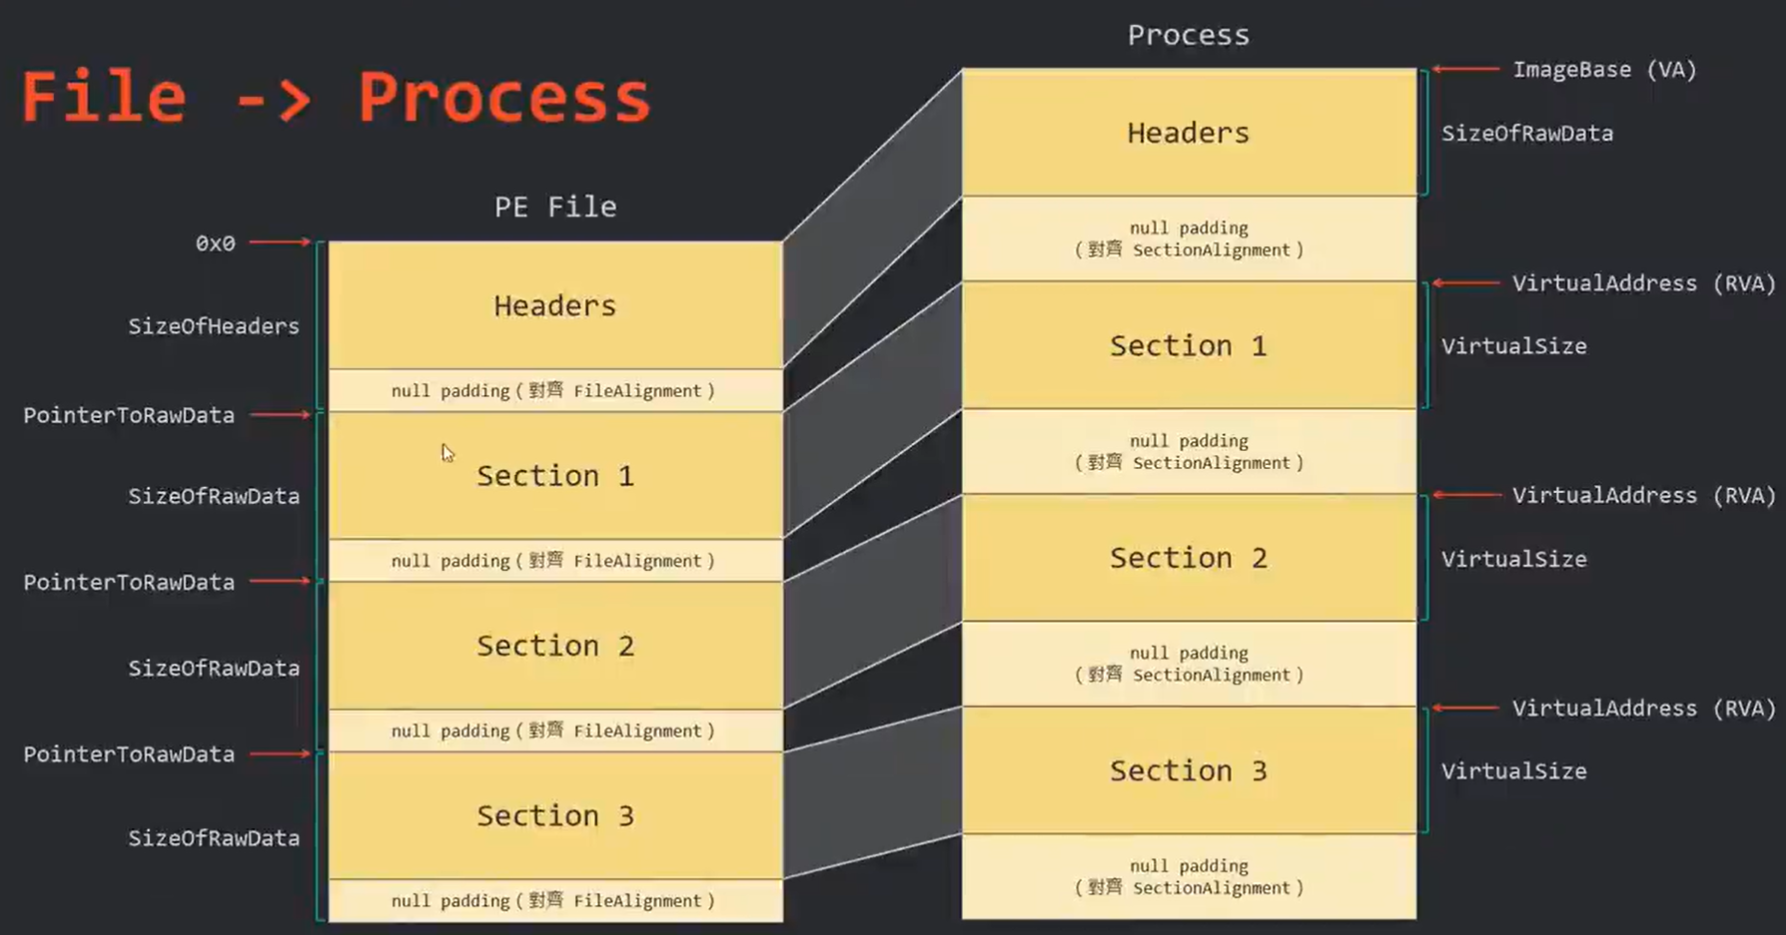 File -> Process
PE File
0x0
SizeOfHeaders
PointerToRawData
SizeOfRawData
PointerToRawData
SizeOfRawData
PointerToRawData
SizeOfRawData
Headers
null padding ( 對齊 FileAlignment )
Section 1
null padding ( 對齊 FileAlignment )
Section 2
null padding ( 對齊 FileAlignment )
Section 3
null padding ( 對齊 FileAlignment )
Process
Headers
null padding
( 對齊 SectionAlignment )
Section 1
null padding
( 對齊 SectionAlignment )
Section 2
null padding
( 對齊 SectionAlignment )
Section 3
null padding
( 對齊 SectionAlignment )
ImageBase (VA)
SizeOfRawData
VirtualAddress (RVA)
VirtualSize
VirtualAddress (RVA)
VirtualSize
VirtualAddress (RVA)
VirtualSize